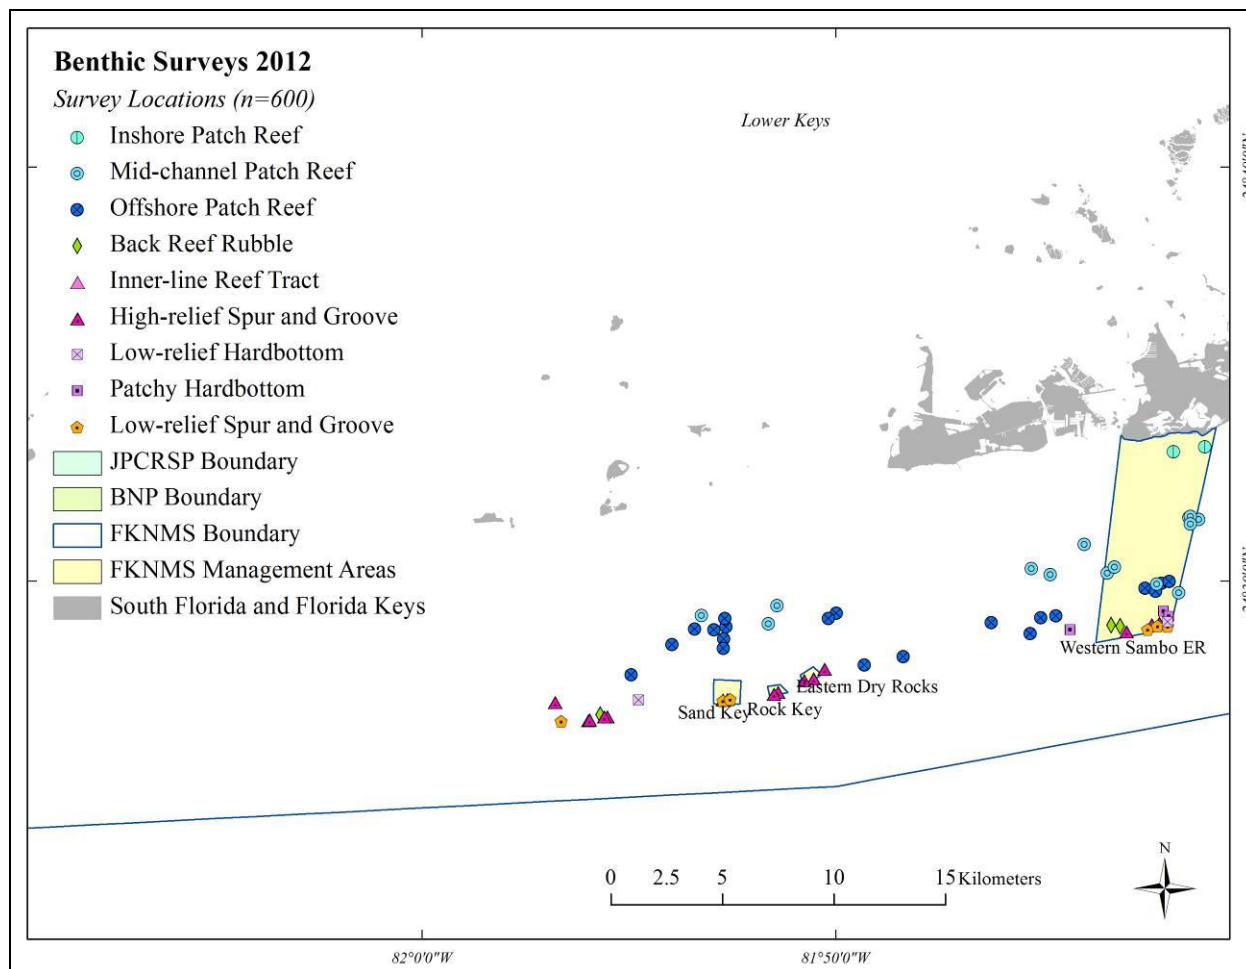 Benthic Surveys 2012
Survey Locations (n=600)
Inshore Patch Reef
Mid-channel Patch Reef
Offshore Patch Reef
Back Reef Rubble
Inner-line Reef Tract
High-relief Spur and Groove
Low-relief Hardbottom
Patchy Hardbottom
Low-relief Spur and Groove
JPCRSP Boundary
BNP Boundary
FKNMS Boundary
FKNMS Management Areas
South Florida and Florida Keys
Lower Keys
Western Sambo ER
Eastern Dry Rocks
Rock Key
Sand Key
N
0 2.5 5 10 15 Kilometers
82°0'0"W
81°50'0"W